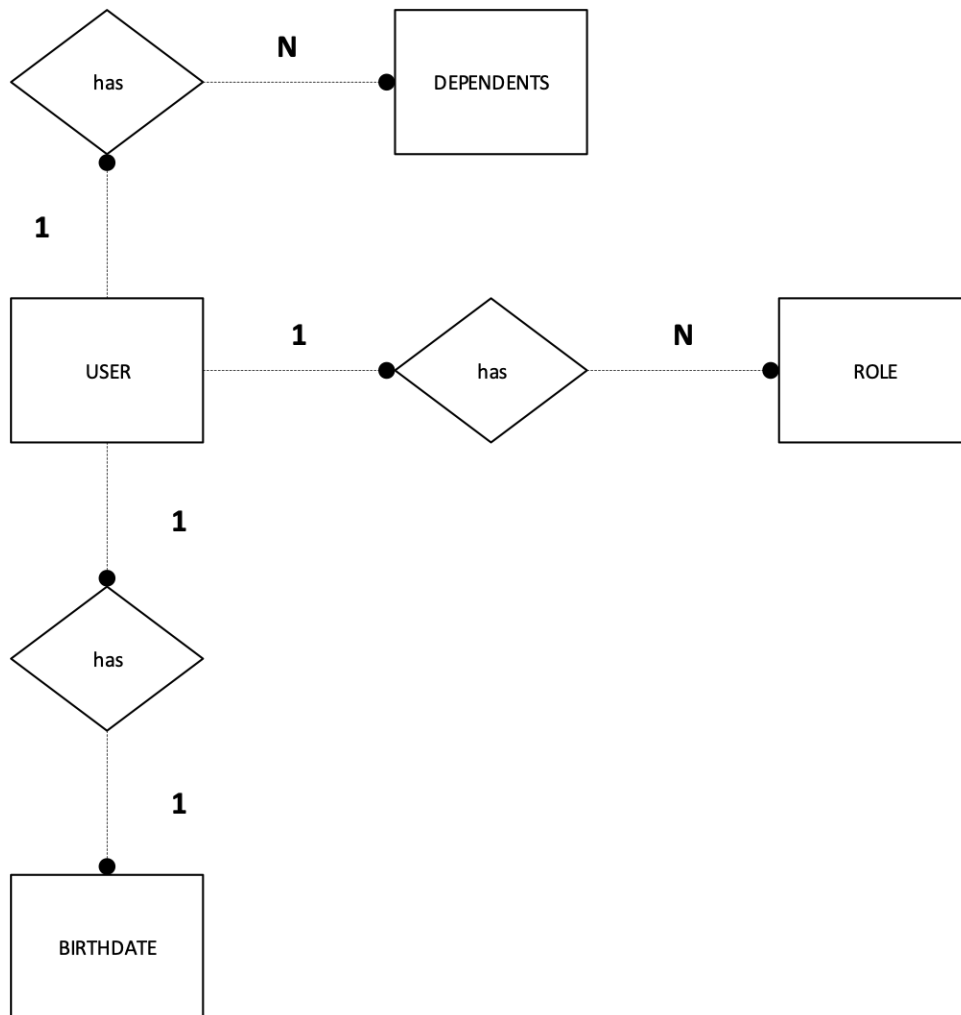 N
has
DEPENDENTS
1
1
N
USER
has
ROLE
1
has
1
BIRTHDATE